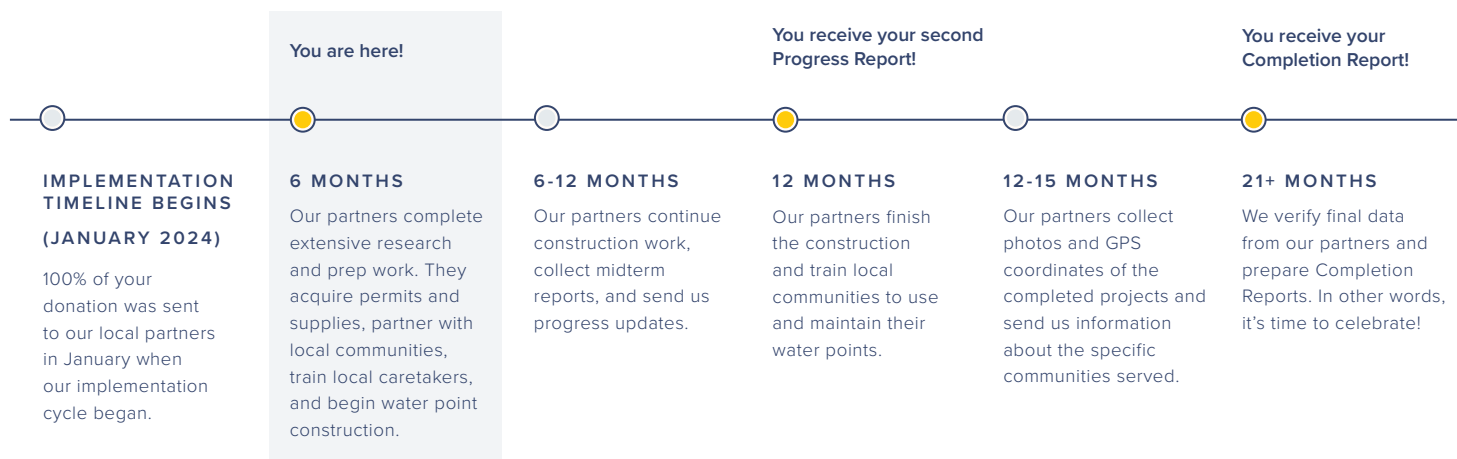 You are here!
You receive your second
Progress Report!
You receive your
Completion Report!
IMPLEMENTATION
TIMELINE BEGINS
(JANUARY 2024)
100% of your
donation was sent
to our local partners
in January when
our implementation
cycle began.
6 MONTHS
Our partners complete
extensive research
and prep work. They
acquire permits and
supplies, partner with
local communities,
train local caretakers,
and begin water point
construction.
6-12 MONTHS
Our partners continue
construction work,
collect midterm
reports, and send us
progress updates.
12 MONTHS
Our partners finish
the construction
and train local
communities to use
and maintain their
water points.
12-15 MONTHS
Our partners collect
photos and GPS
coordinates of the
completed projects and
send us information
about the specific
communities served.
21+ MONTHS
We verify final data
from our partners and
prepare Completion
Reports. In other words,
it’s time to celebrate!